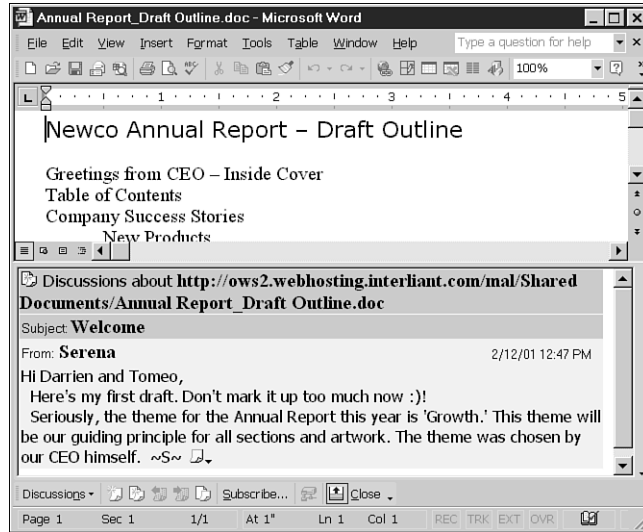 Annual Report_Draft Outline.doc - Microsoft Word
File Edit View Insert Format Tools Table Window Help Type a question for help
100%
1 2 3 4 5
Newco Annual Report – Draft Outline
Greetings from CEO – Inside Cover
Table of Contents
Company Success Stories
New Products
Discussions about http://ows2.webhosting.interliant.com/mal/Shared
Documents/Annual Report_Draft Outline.doc
Subject: Welcome
From: Serena 2/12/01 12:47 PM
Hi Darrien and Tomeo,
Here's my first draft. Don't mark it up too much now :)!
Seriously, the theme for the Annual Report this year is 'Growth.' This theme will
be our guiding principle for all sections and artwork. The theme was chosen by
our CEO himself. ~S~
Discussions Subscribe... Close
Page 1 Sec 1 1/1 At 1" Ln 1 Col 1 REC TRK EXT OVR